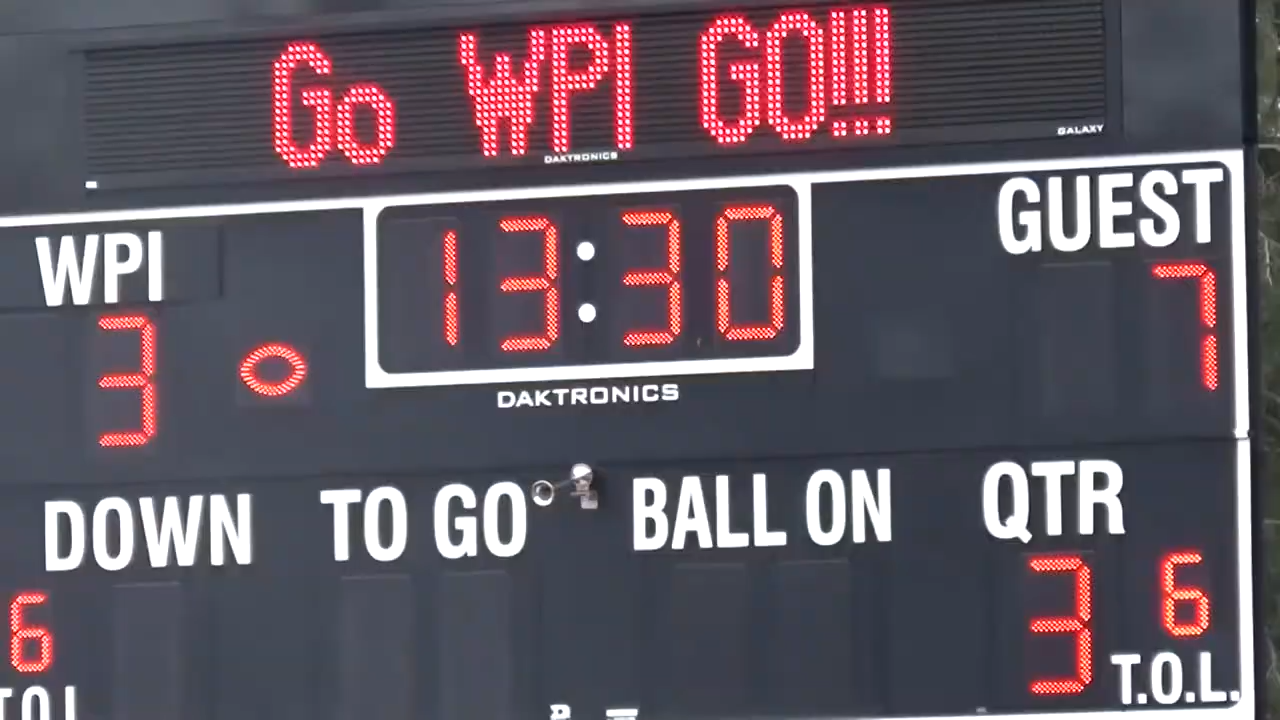 Go WPI GO!!!
DAKTRONICS
GALAXY
WPI
13:30
GUEST
3
7
DAKTRONICS
DOWN TO GO BALL ON QTR
6
3
6
T.O.L.
T.O.L.